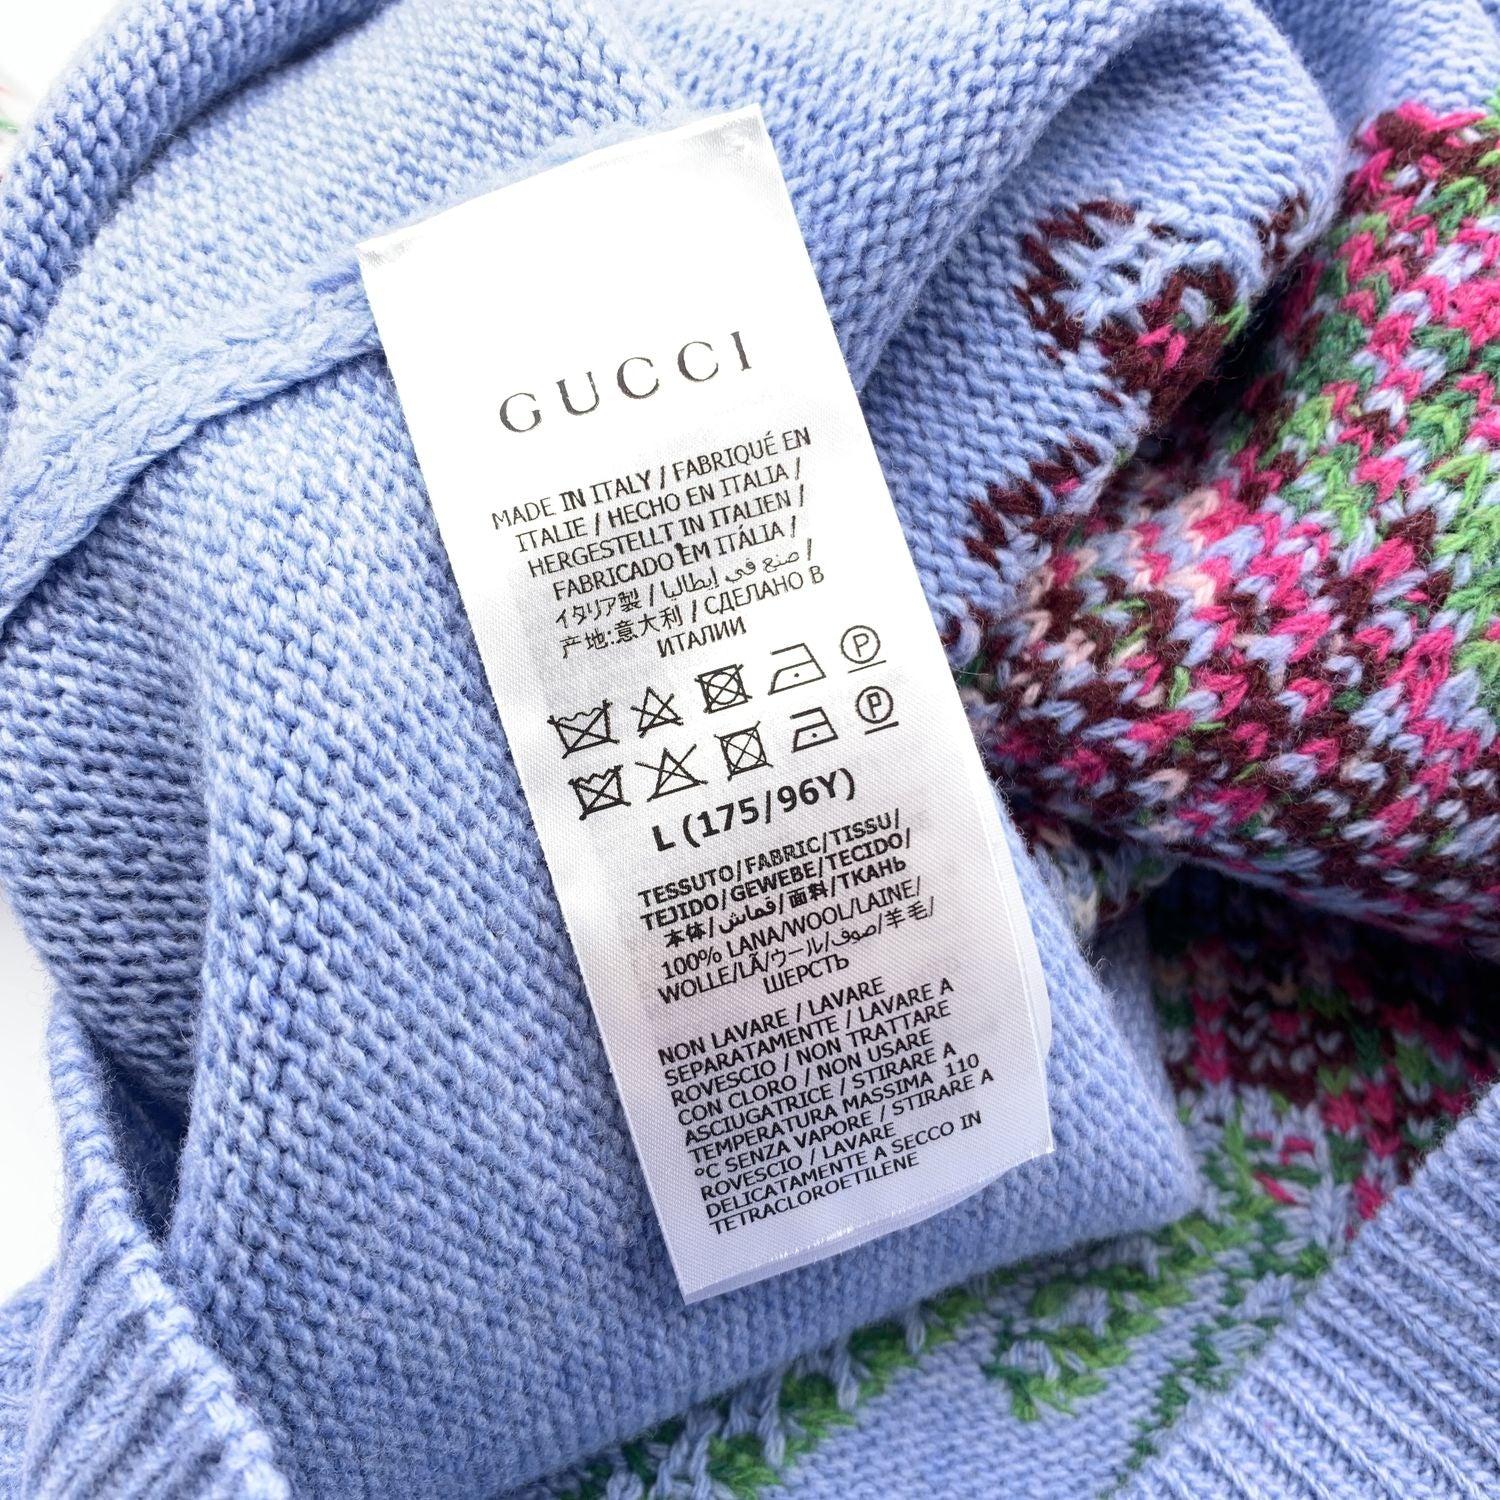 GUCCI
MADE IN ITALY / FABRIQUÉ EN
ITALIE / HECHO EN ITALIA /
HERGESTELLT IN ITALIEN /
FABRICADO EM ITÁLIA /
イタリア製 / صنع في إيطاليا /
产地:意大利 / СДЕЛАНО В
ИТАЛИИ
P
P
L (175/96Y)
TESSUTO/FABRIC/TISSU/
TEJIDO/GEWEBE/TECIDO/
本体/قماش/面料/ТКАНЬ
100% LANA/WOOL/LAINE/
WOLLE/LÃ/ウール/صوف/羊毛/
ШЕРСТЬ
NON LAVARE / LAVARE
SEPARATAMENTE / LAVARE A
ROVESCIO / NON TRATTARE
CON CLORO / NON USARE
ASCIUGATRICE / STIRARE A
TEMPERATURA MASSIMA 110
°C SENZA VAPORE / STIRARE A
ROVESCIO / LAVARE
DELICATAMENTE A SECCO IN
TETRACLOROETILENE